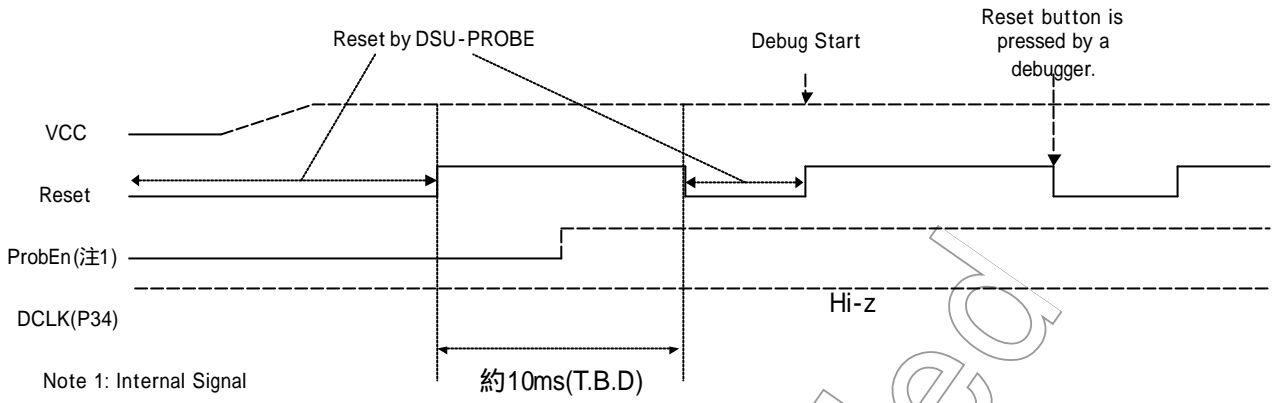 Reset by DSU-PROBE
Debug Start
Reset button is
pressed by a
debugger.
VCC
Reset
ProbEn(注1)
DCLK(P34)
Hi-z
Note 1: Internal Signal
約10ms(T.B.D)